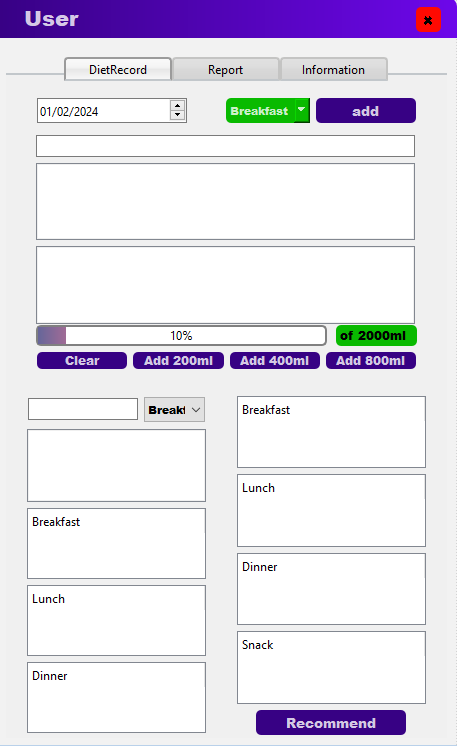 User
DietRecord Report Information
01/02/2024 Breakfast add
10% of 2000ml
Clear Add 200ml Add 400ml Add 800ml
Breakf
Breakfast
Lunch
Dinner
Breakfast
Lunch
Dinner
Snack
Recommend